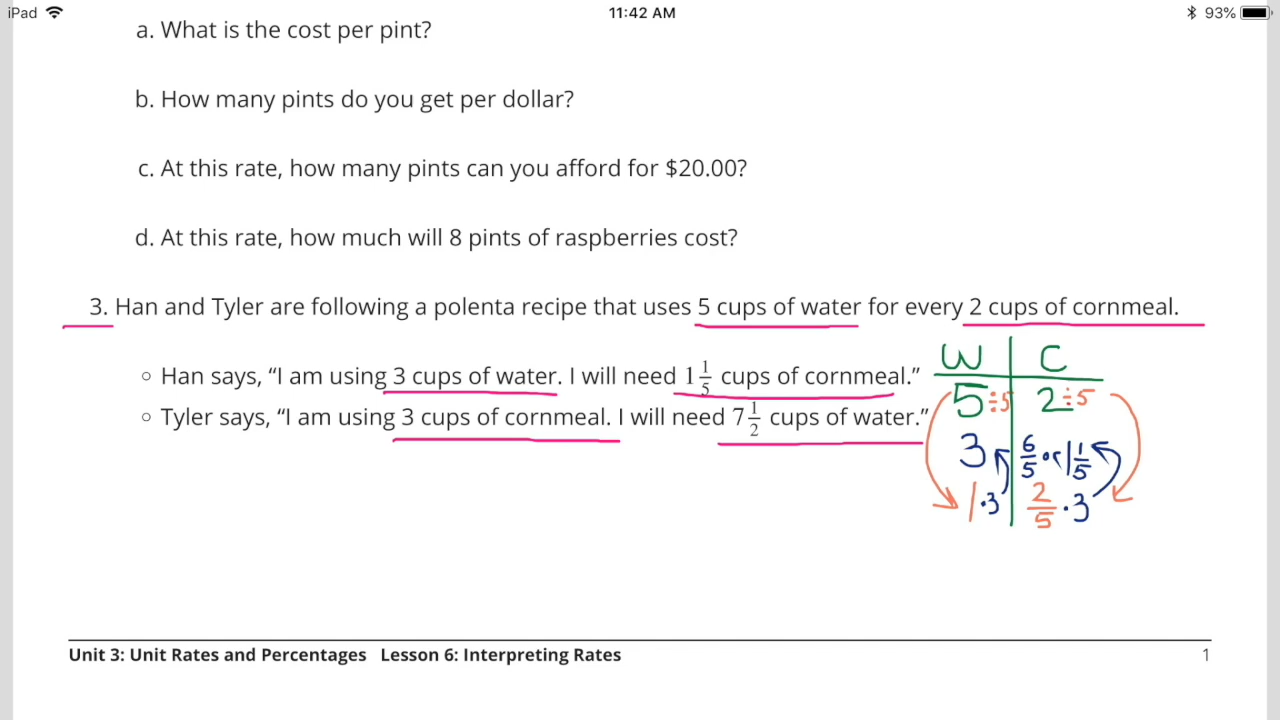 iPad 11:42 AM 93%
a. What is the cost per pint?
b. How many pints do you get per dollar?
c. At this rate, how many pints can you afford for $20.00?
d. At this rate, how much will 8 pints of raspberries cost?
3. Han and Tyler are following a polenta recipe that uses 5 cups of water for every 2 cups of cornmeal.
◦ Han says, “I am using 3 cups of water. I will need 1 1/5 cups of cornmeal.”
◦ Tyler says, “I am using 3 cups of cornmeal. I will need 7 1/2 cups of water.”
W C
5 ÷5 2 ÷5
3 6/5 or 1 1/5
1 · 3 2/5 · 3
Unit 3: Unit Rates and Percentages Lesson 6: Interpreting Rates 1